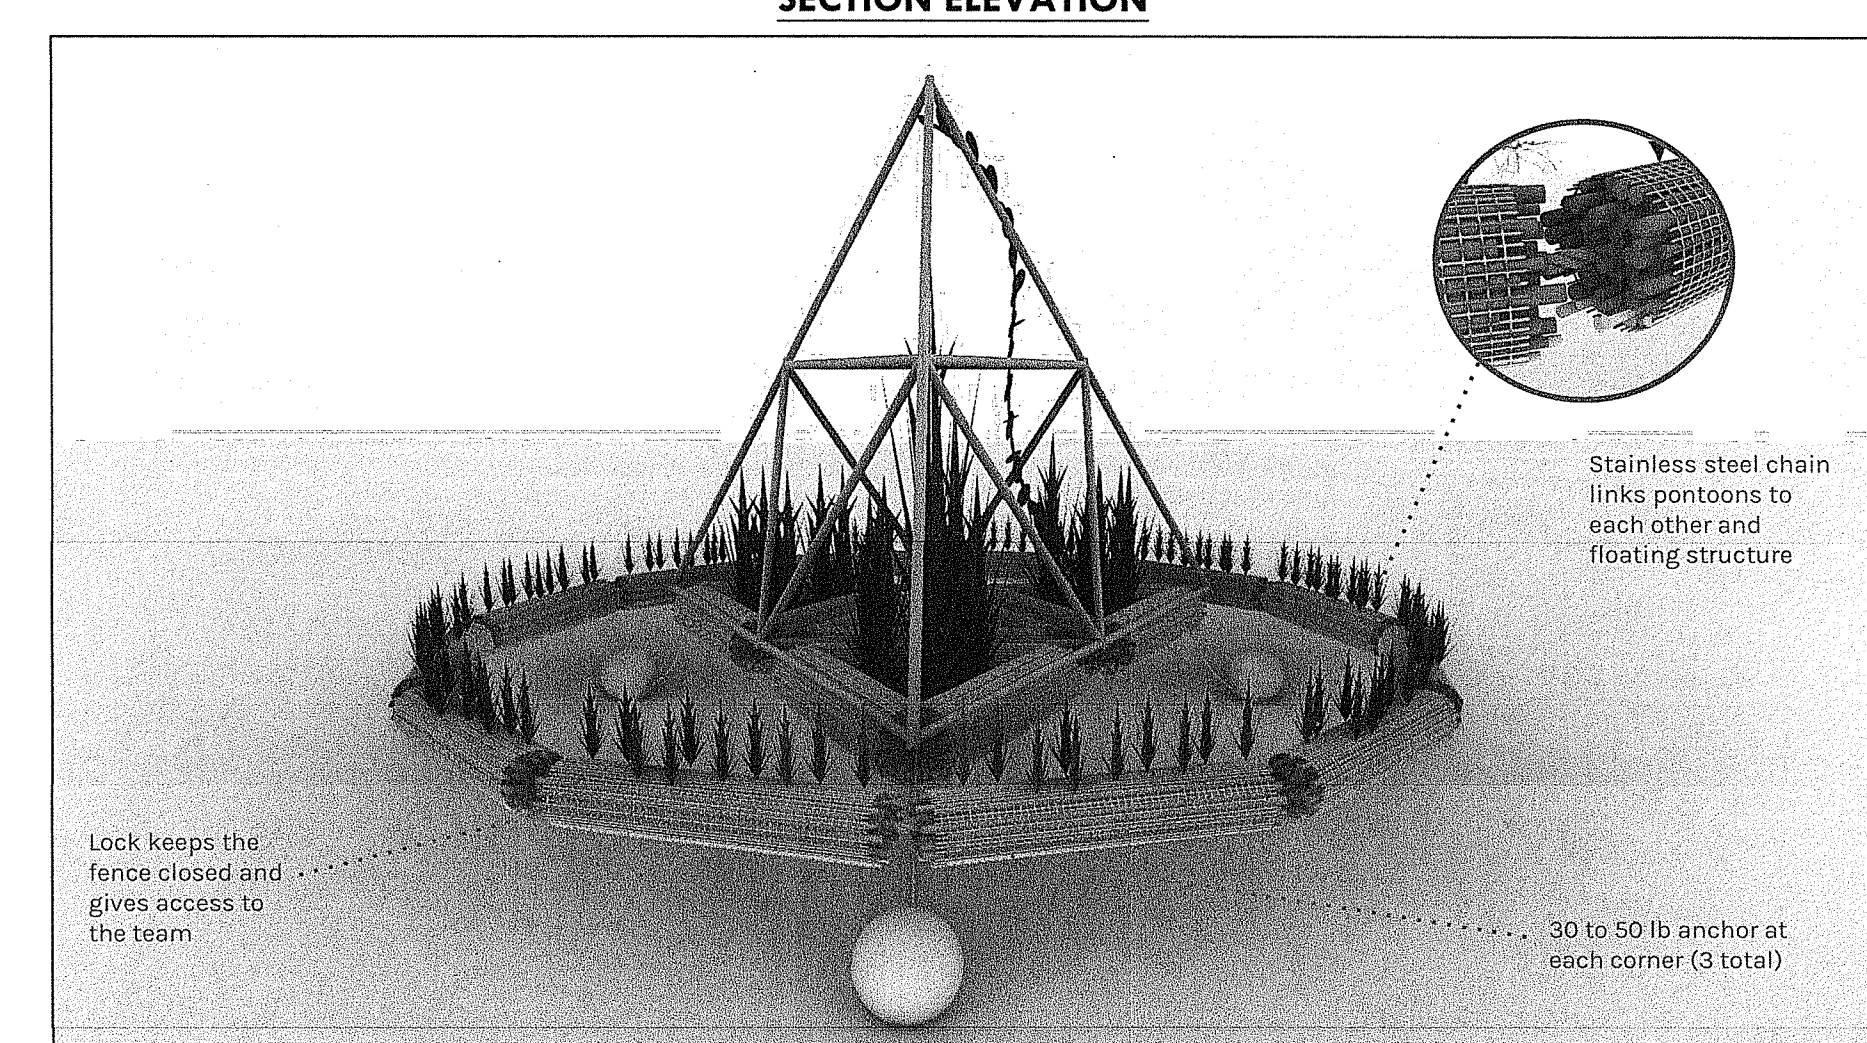 SECTION ELEVATION
Stainless steel chain
links pontoons to
each other and
floating structure
Lock keeps the
fence closed and
gives access to
the team
30 to 50 lb anchor at
each corner (3 total)